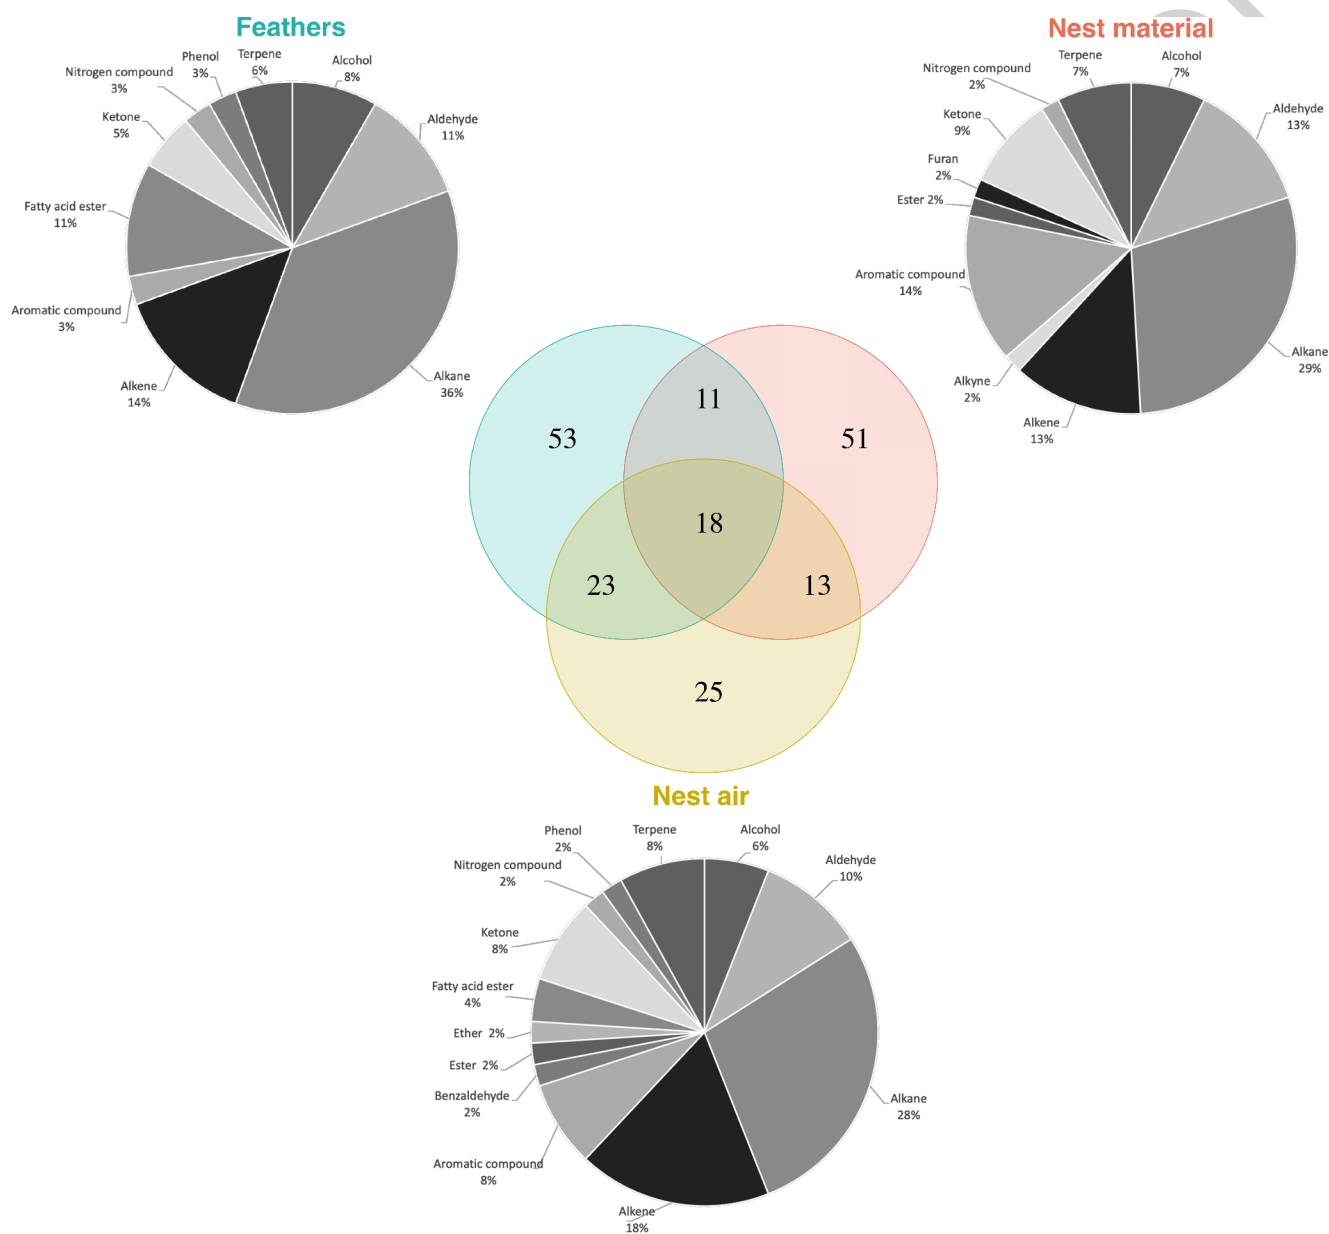 Feathers
Terpene
6%
Alcohol
8%
Phenol
3%
Nitrogen compound
3%
Ketone
5%
Aldehyde
11%
Fatty acid ester
11%
Aromatic compound
3%
Alkene
14%
Alkane
36%
Nest material
Terpene
7%
Alcohol
7%
Nitrogen compound
2%
Ketone
9%
Aldehyde
13%
Furan
2%
Ester 2%
Aromatic compound
14%
Alkyne
2%
Alkene
13%
Alkane
29%
11
53
51
18
23
13
25
Nest air
Phenol
2%
Terpene
8%
Alcohol
6%
Nitrogen compound
2%
Aldehyde
10%
Ketone
8%
Fatty acid ester
4%
Ether 2%
Ester 2%
Benzaldehyde
2%
Alkane
28%
Aromatic compound
8%
Alkene
18%